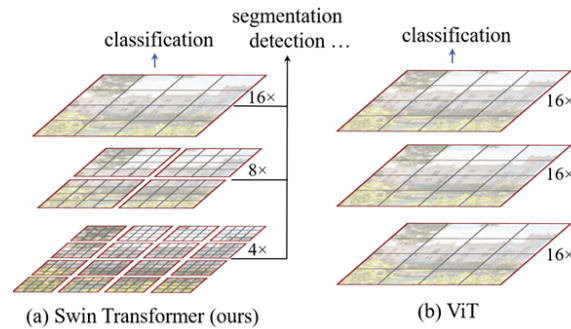 segmentation
classification
detection ...
classification
16×
8×
4×
16×
16×
16×
(a) Swin Transformer (ours)
(b) ViT